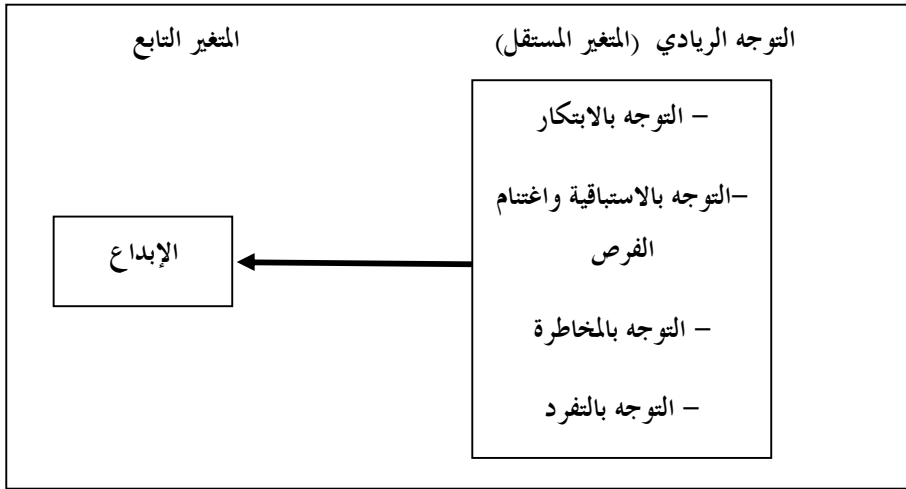 التوجه الريادي (المتغير المستقل)
المتغير التابع
– التوجه بالابتكار
–التوجه بالاستباقية واغتنام
الفرص
– التوجه بالمخاطرة
– التوجه بالتفرد
الإبداع